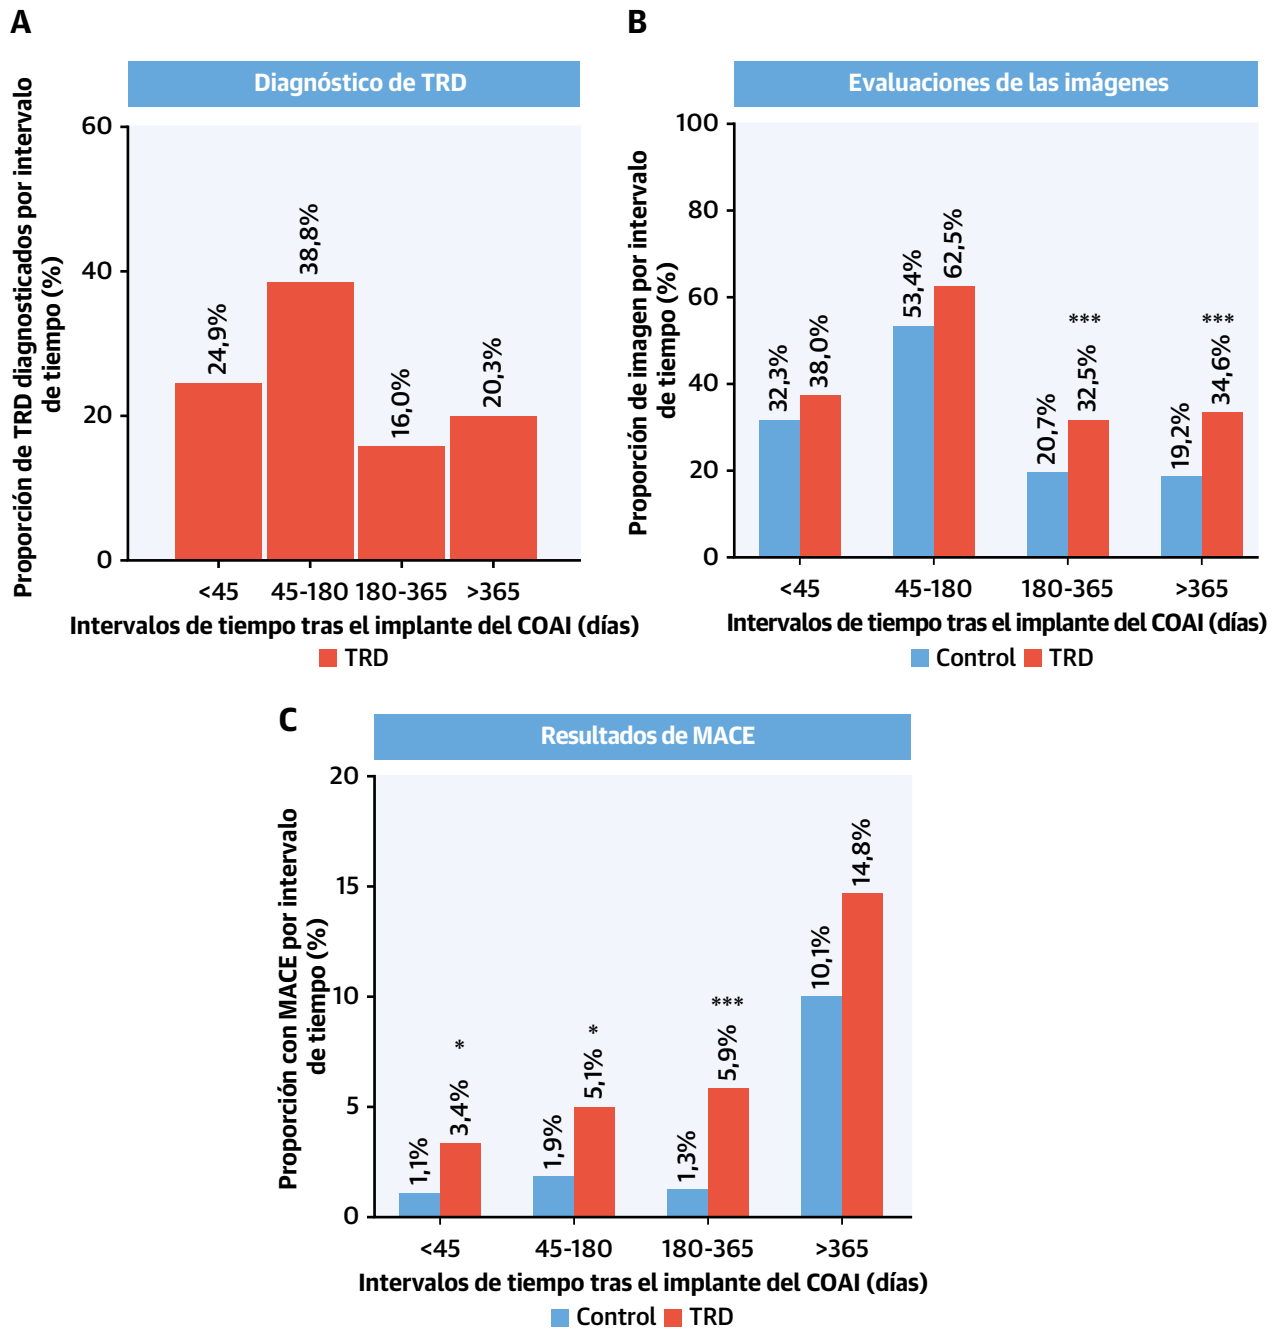 A
Diagnóstico de TRD
Proporción de TRD diagnosticados por intervalo
de tiempo (%)
60
40
20
0
24,9%
38,8%
16,0%
20,3%
<45
45-180
180-365
>365
Intervalos de tiempo tras el implante del COAI (días)
TRD
B
Evaluaciones de las imágenes
Proporción de imagen por intervalo
de tiempo (%)
100
80
60
40
20
0
32,3%
38,0%
53,4%
62,5%
20,7%
32,5%
***
19,2%
34,6%
***
<45
45-180
180-365
>365
Intervalos de tiempo tras el implante del COAI (días)
Control
TRD
C
Resultados de MACE
Proporción con MACE por intervalo
de tiempo (%)
20
15
10
5
0
1,1%
3,4%
*
1,9%
5,1%
*
1,3%
5,9%
***
10,1%
14,8%
<45
45-180
180-365
>365
Intervalos de tiempo tras el implante del COAI (días)
Control
TRD